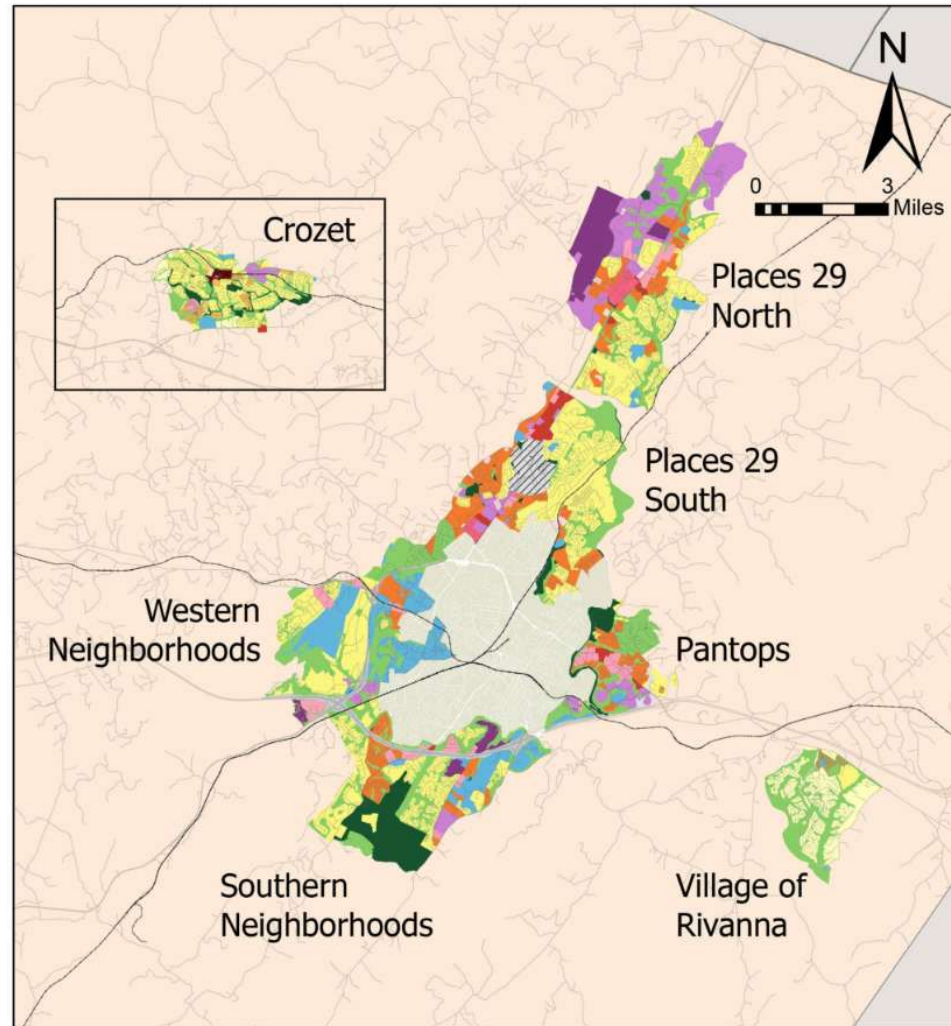 N
0 3
Miles
Crozet
Places 29
North
Places 29
South
Western
Neighborhoods
Pantops
Southern
Neighborhoods
Village of
Rivanna